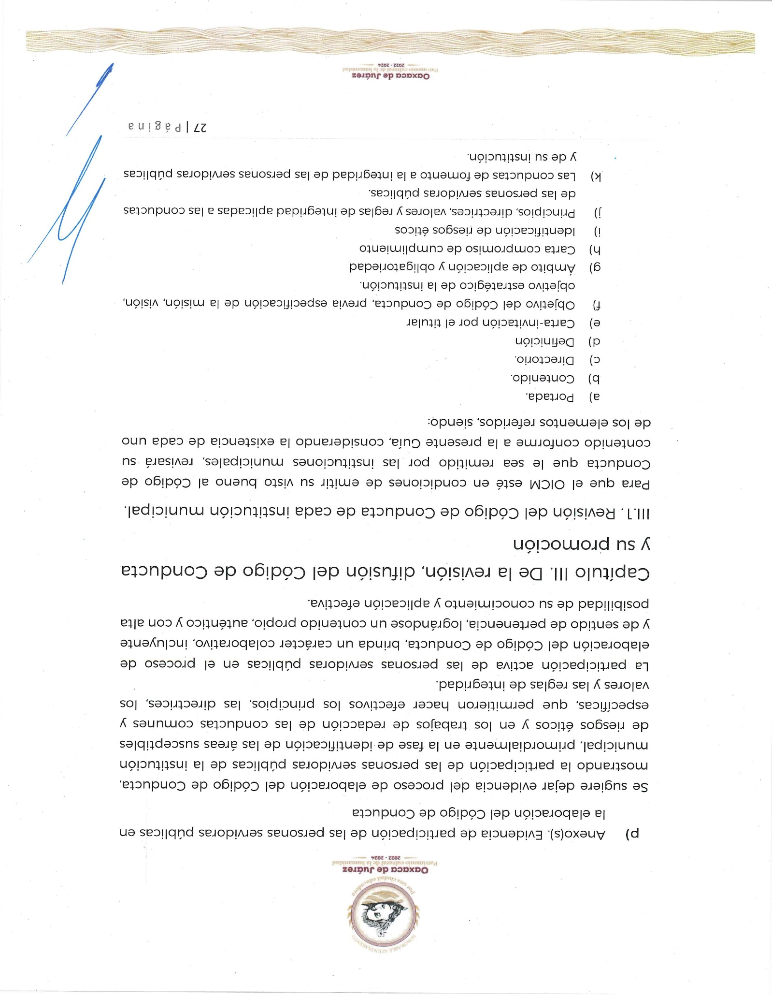 HONORABLE AYUNTAMIENTO
Por una ciudad educadora
Oaxaca de Juárez
Patrimonio cultural de la humanidad
2022 - 2024
p) Anexo(s). Evidencia de participación de las personas servidoras públicas en
la elaboración del Código de Conducta
Se sugiere dejar evidencia del proceso de elaboración del Código de Conducta,
mostrando la participación de las personas servidoras públicas de la institución
municipal, primordialmente en la fase de identificación de las áreas susceptibles
de riesgos éticos y en los trabajos de redacción de las conductas comunes y
específicas, que permitieron hacer efectivos los principios, las directrices, los
valores y las reglas de integridad.
La participación activa de las personas servidoras públicas en el proceso de
elaboración del Código de Conducta, brinda un carácter colaborativo, incluyente
y de sentido de pertenencia, lográndose un contenido propio, auténtico y con alta
posibilidad de su conocimiento y aplicación efectiva.
Capítulo III. De la revisión, difusión del Código de Conducta
y su promoción
III.1. Revisión del Código de Conducta de cada institución municipal.
Para que el OICM esté en condiciones de emitir su visto bueno al Código de
Conducta que le sea remitido por las instituciones municipales, revisará su
contenido conforme a la presente Guía, considerando la existencia de cada uno
de los elementos referidos, siendo:
a) Portada.
b) Contenido.
c) Directorio.
d) Definición
e) Carta-invitación por el titular
f) Objetivo del Código de Conducta, previa especificación de la misión, visión,
objetivo estratégico de la institución.
g) Ámbito de aplicación y obligatoriedad
h) Carta compromiso de cumplimiento
i) Identificación de riesgos éticos
j) Principios, directrices, valores y reglas de integridad aplicadas a las conductas
de las personas servidoras públicas.
k) Las conductas de fomento a la integridad de las personas servidoras públicas
y de su institución.
27 | Página
Oaxaca de Juárez
Patrimonio cultural de la humanidad
2022 - 2024